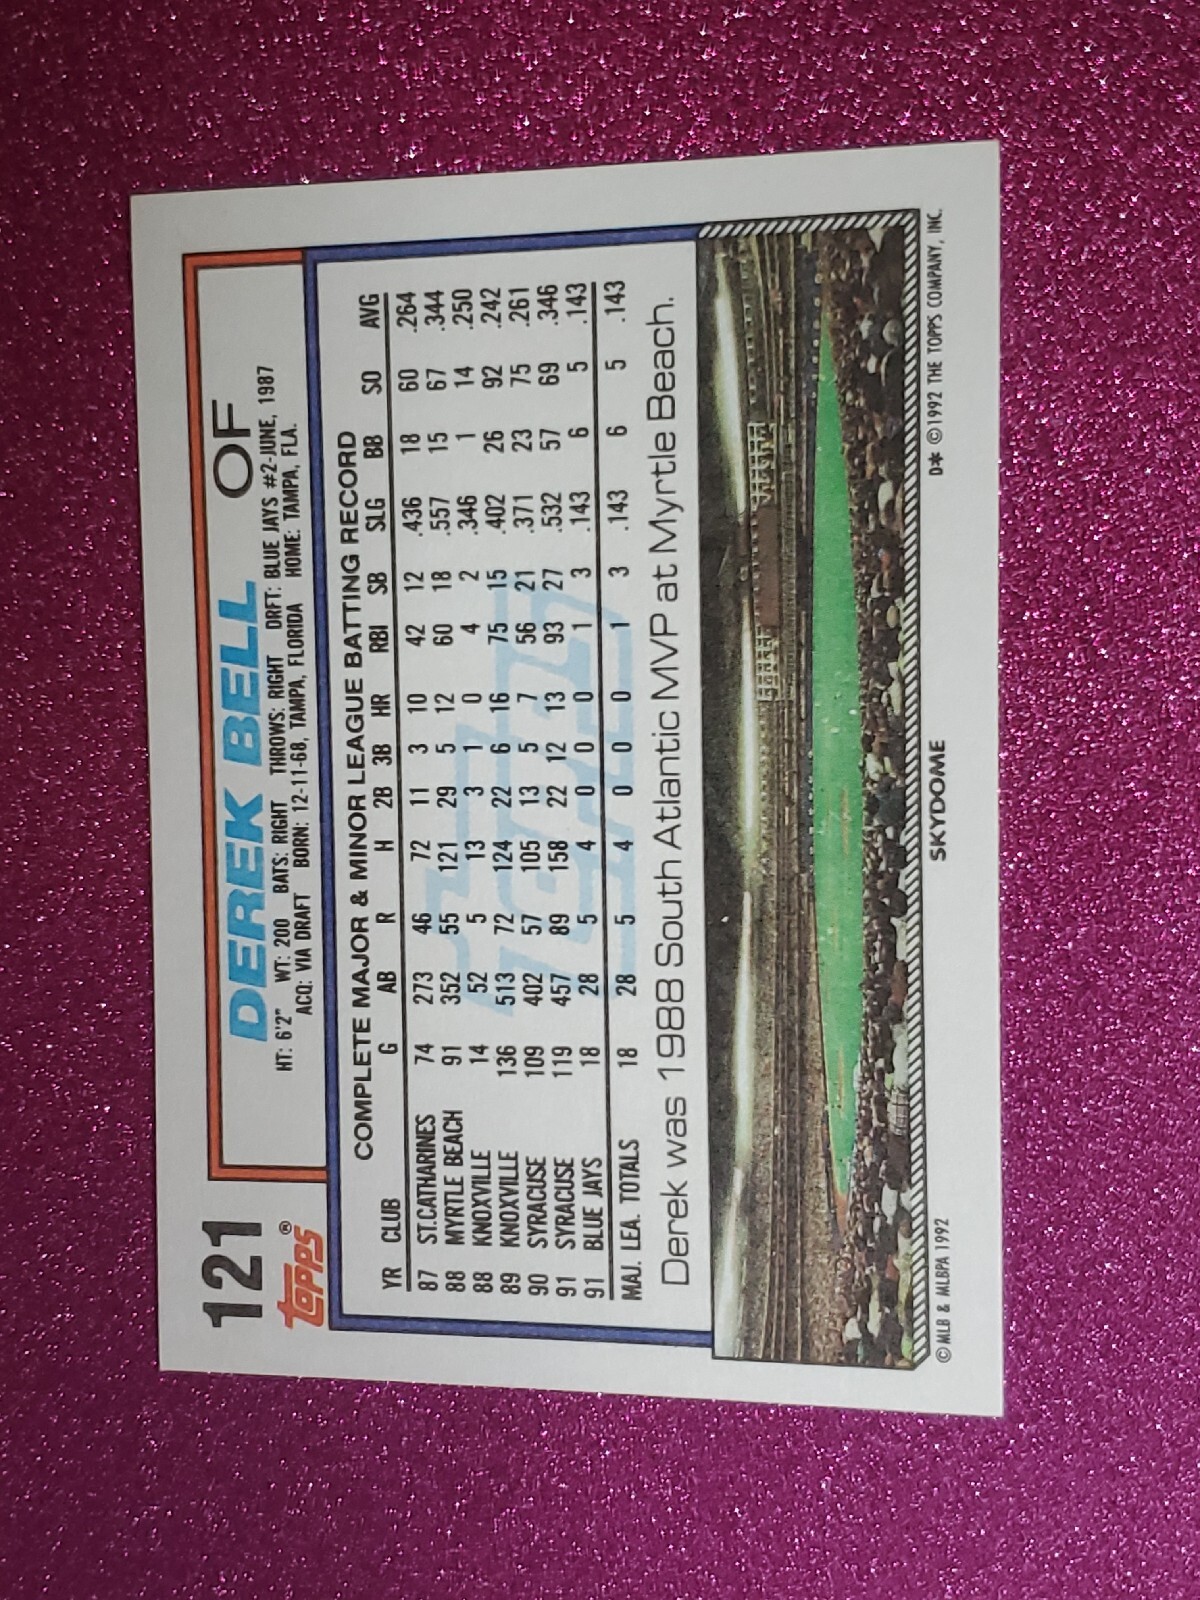 121
topps®
DEREK BELL OF
HT: 6'2" WT: 200 BATS: RIGHT THROWS: RIGHT DRFT: BLUE JAYS #2-JUNE, 1987
ACQ: VIA DRAFT BORN: 12-11-68, TAMPA, FLORIDA HOME: TAMPA, FLA.
COMPLETE MAJOR & MINOR LEAGUE BATTING RECORD
YR CLUB G AB R H 2B 3B HR RBI SB SLG BB SO AVG
87 ST.CATHARINES 74 273 46 72 11 3 10 42 12 .436 18 60 .264
88 MYRTLE BEACH 91 352 55 121 29 5 12 60 18 .557 15 67 .344
88 KNOXVILLE 14 52 5 13 3 1 0 4 2 .346 1 14 .250
89 KNOXVILLE 136 513 72 124 22 6 16 75 15 .402 26 92 .242
90 SYRACUSE 109 402 57 105 13 5 7 56 21 .371 23 75 .261
91 SYRACUSE 119 457 89 158 22 12 13 93 27 .532 57 69 .346
91 BLUE JAYS 18 28 5 4 0 0 0 1 3 .143 6 5 .143
MAJ. LEA. TOTALS 18 28 5 4 0 0 0 1 3 .143 6 5 .143
Derek was 1988 South Atlantic MVP at Myrtle Beach.
SKYDOME
© MLB & MLBPA 1992
D* © 1992 THE TOPPS COMPANY, INC.